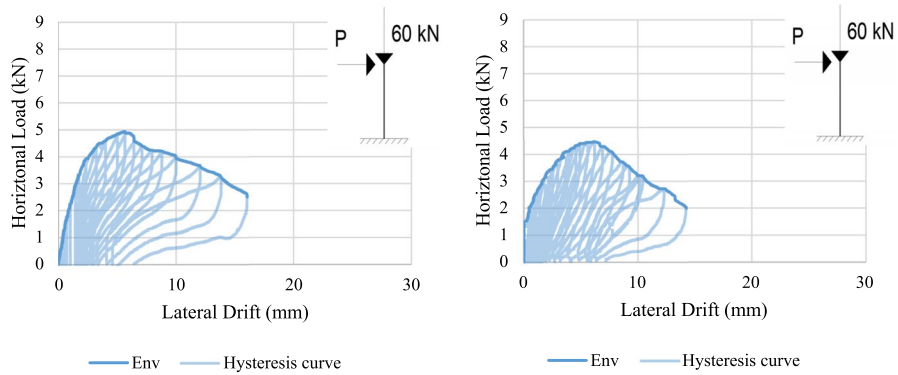 9
8
7
6
5
4
3
2
1
0
Horiztonal Load (kN)
P
60 kN
0
10
20
30
Lateral Drift (mm)
Env
Hysteresis curve
9
8
7
6
5
4
3
2
1
0
Horiztonal Load (kN)
P
60 kN
0
10
20
30
Lateral Drift (mm)
Env
Hysteresis curve